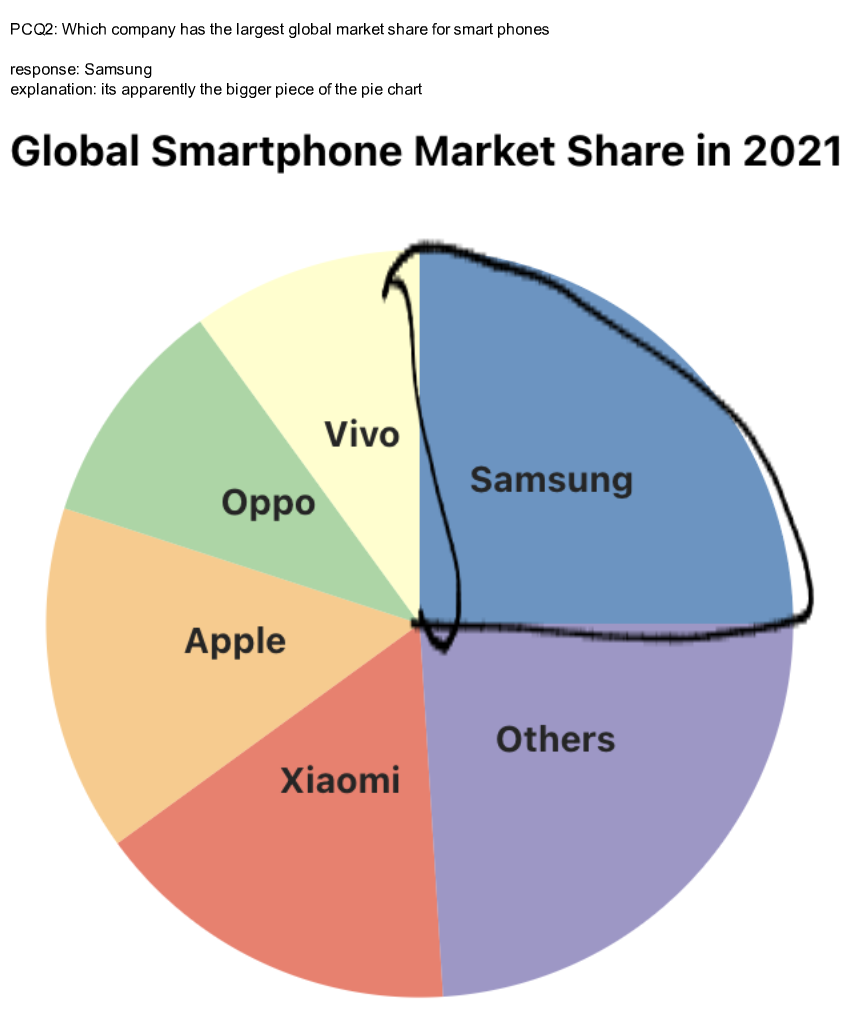 PCQ2: Which company has the largest global market share for smart phones
response: Samsung
explanation: its apparently the bigger piece of the pie chart
Global Smartphone Market Share in 2021
Vivo
Samsung
Oppo
Apple
Others
Xiaomi